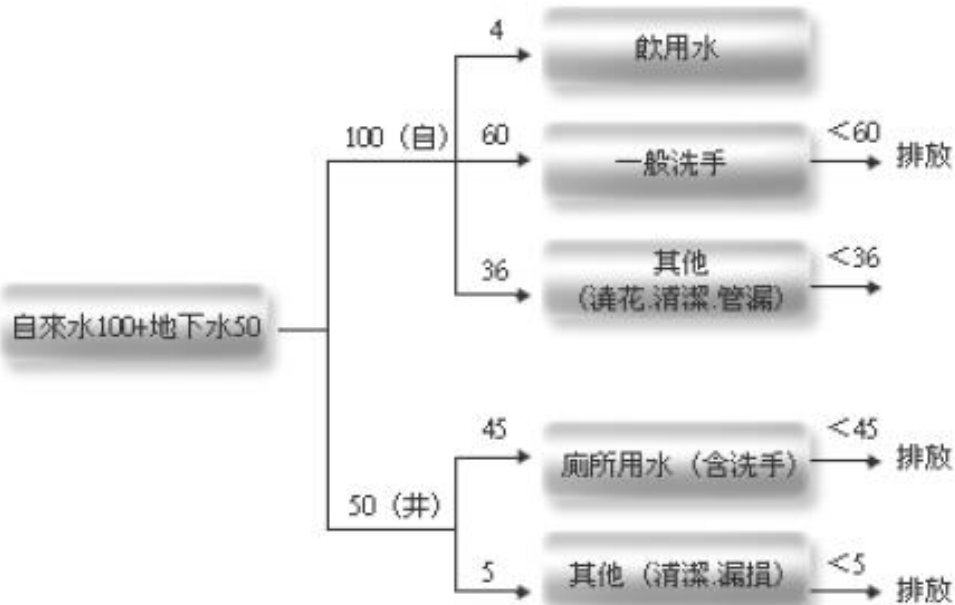 4
飲用水
100（自）
60
一般洗手
<60
排放
36
其他
(澆花.清潔.管漏)
<36
自來水100+地下水50
45
廁所用水（含洗手）
<45
排放
50（井）
5
其他（清潔.漏損）
<5
排放